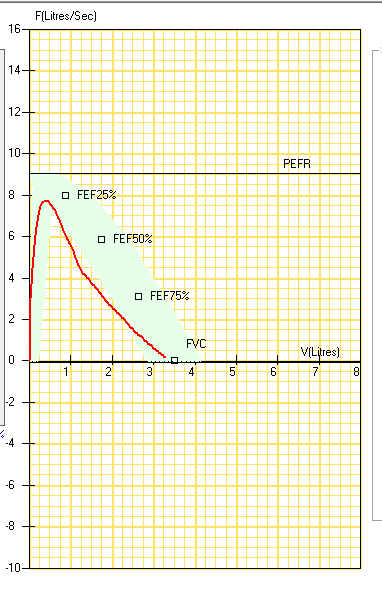 F(Litres/Sec)
16
14
12
10
PEFR
8
FEF25%
6
FEF50%
4
FEF75%
2
FVC
V(Litres)
0
1 2 3 4 5 6 7 8
-2
%
-4
-6
-8
-10